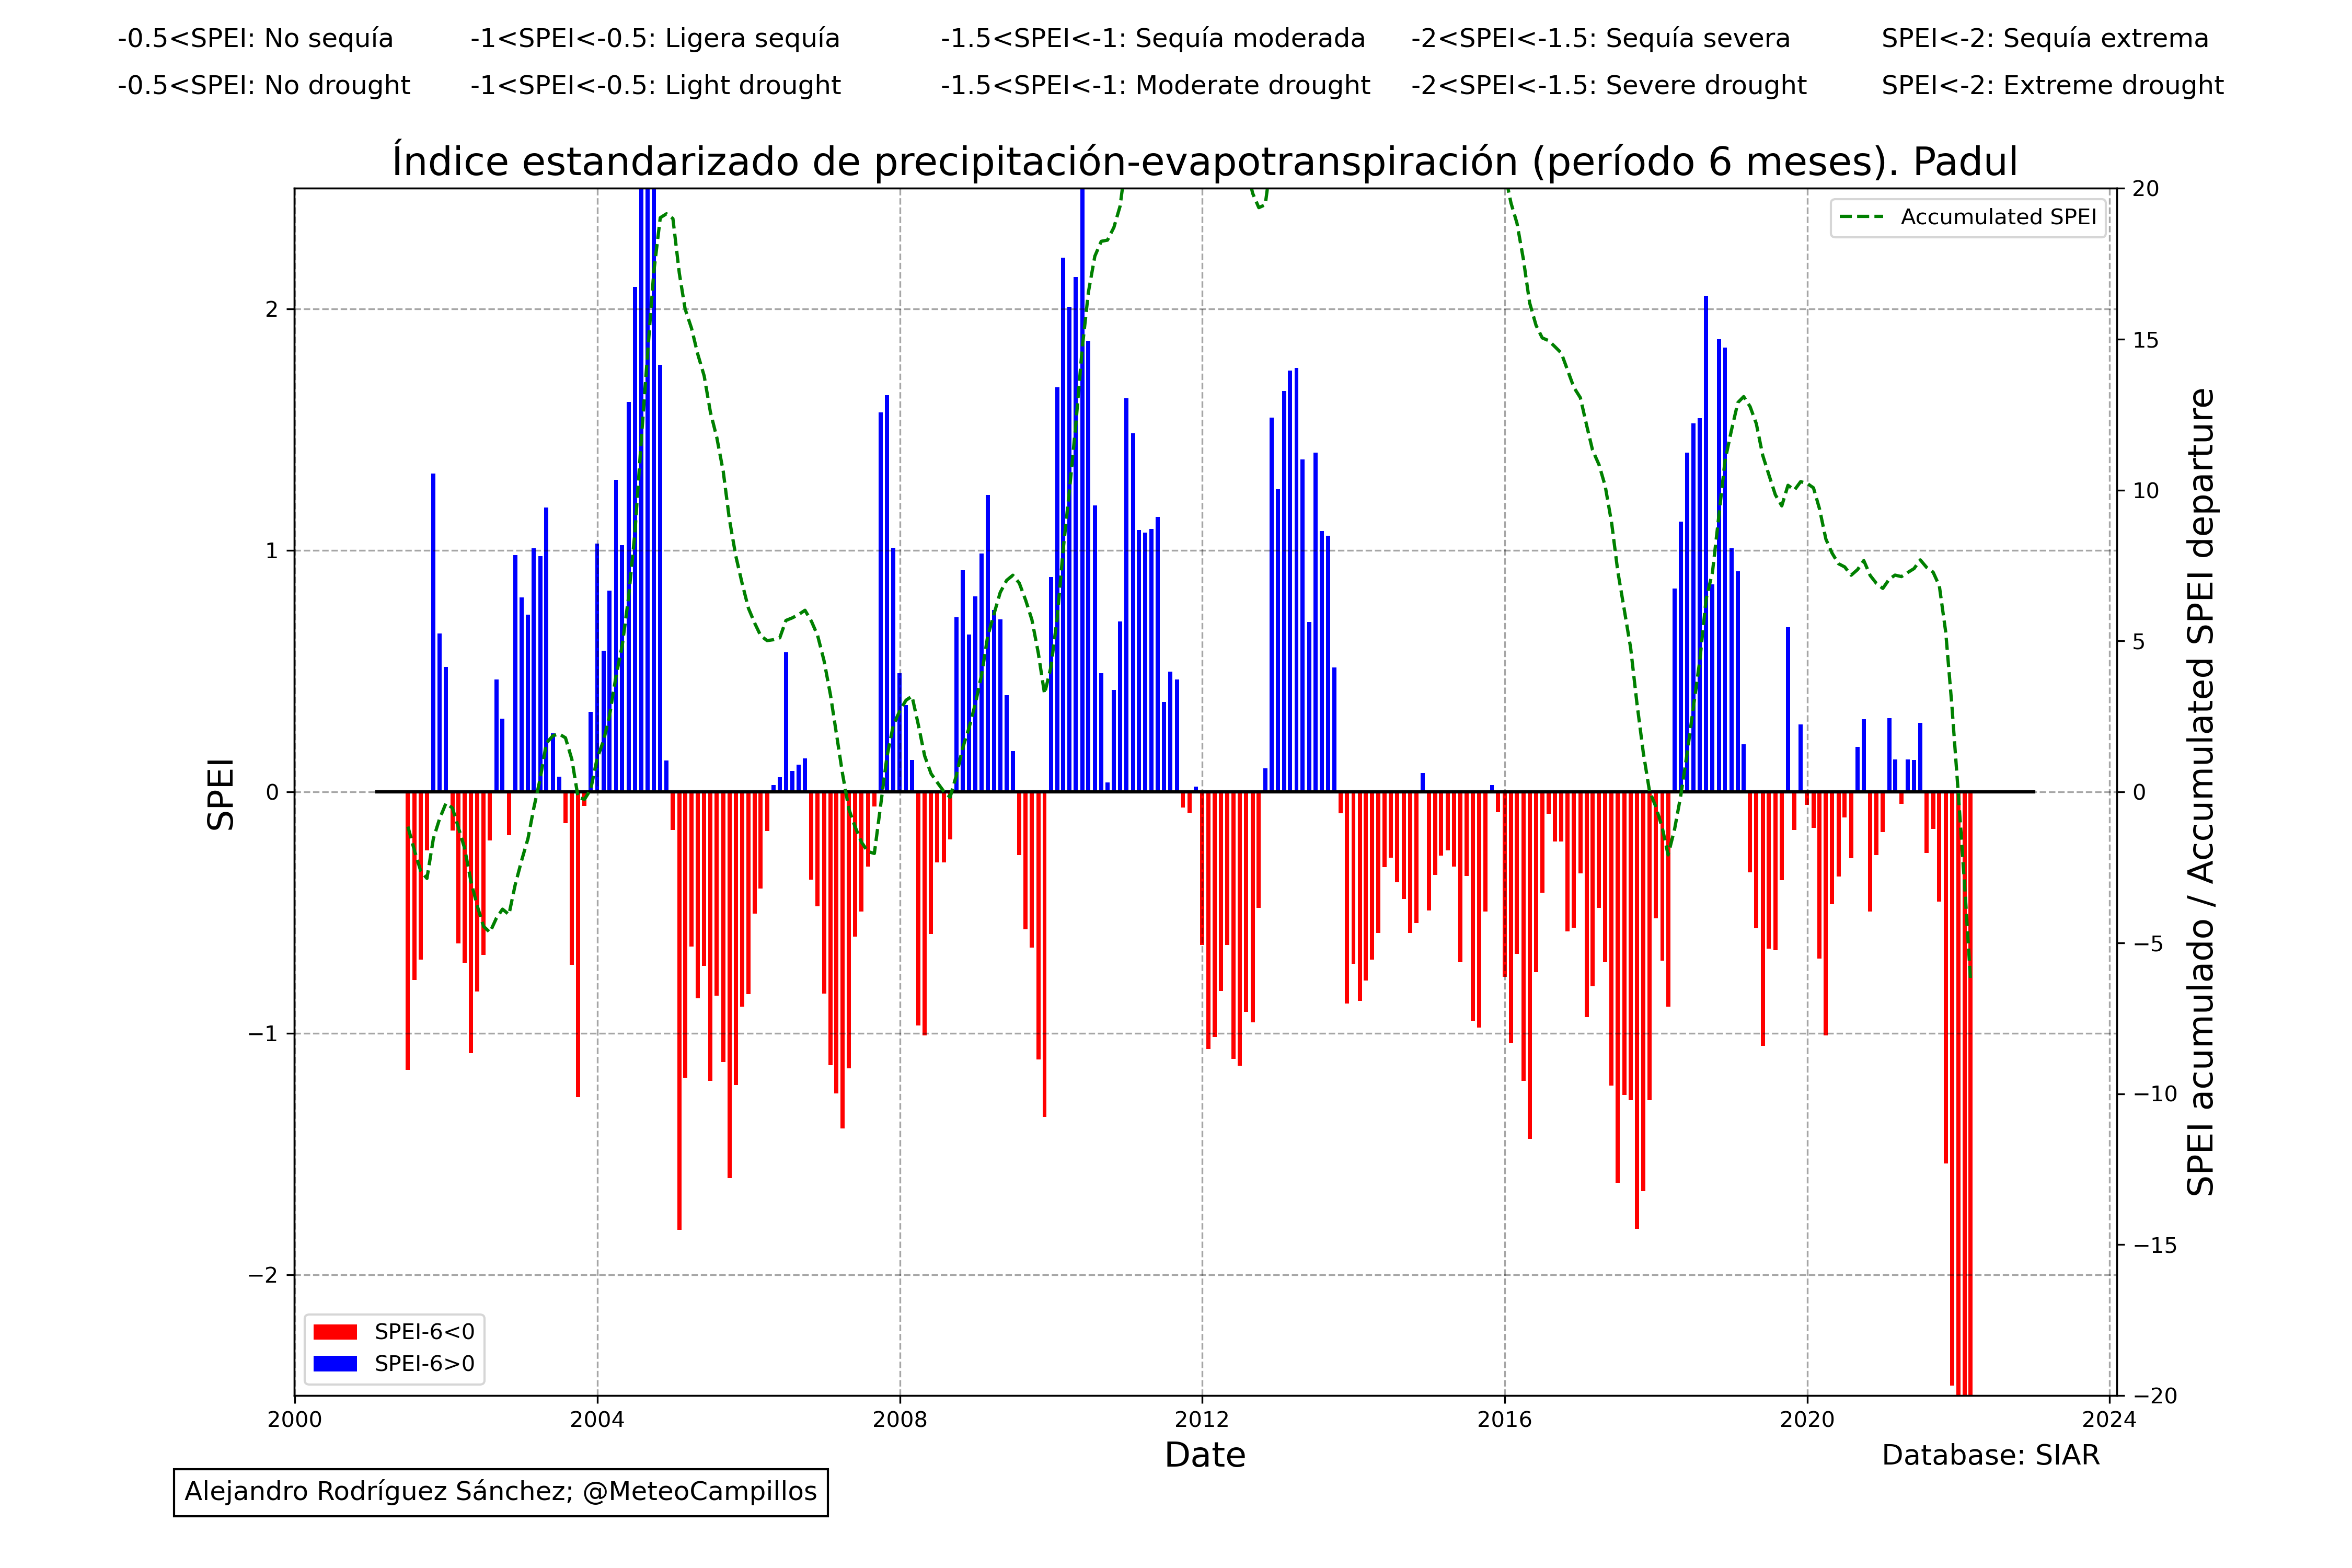 -0.5<SPEI: No sequía -1<SPEI<-0.5: Ligera sequía -1.5<SPEI<-1: Sequía moderada -2<SPEI<-1.5: Sequía severa SPEI<-2: Sequía extrema
-0.5<SPEI: No drought -1<SPEI<-0.5: Light drought -1.5<SPEI<-1: Moderate drought -2<SPEI<-1.5: Severe drought SPEI<-2: Extreme drought
Índice estandarizado de precipitación-evapotranspiración (período 6 meses). Padul
Accumulated SPEI
SPEI
2
1
0
−1
−2
20
15
10
5
0
−5
−10
−15
−20
SPEI acumulado / Accumulated SPEI departure
SPEI-6<0
SPEI-6>0
2000 2004 2008 2012 2016 2020 2024
Date
Database: SIAR
Alejandro Rodríguez Sánchez; @MeteoCampillos